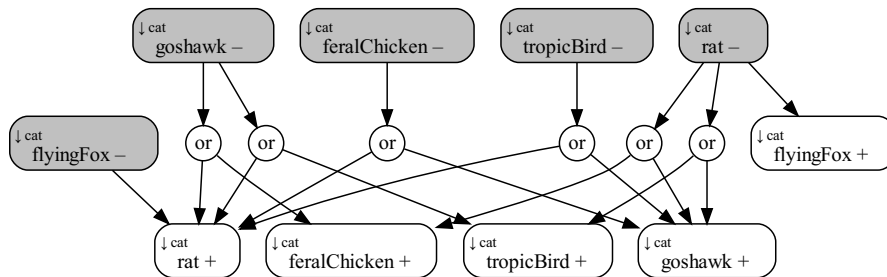 ↓ cat
goshawk –
↓ cat
feralChicken –
↓ cat
tropicBird –
↓ cat
rat –
↓ cat
flyingFox –
or
or
or
or
or
or
↓ cat
flyingFox +
↓ cat
rat +
↓ cat
feralChicken +
↓ cat
tropicBird +
↓ cat
goshawk +